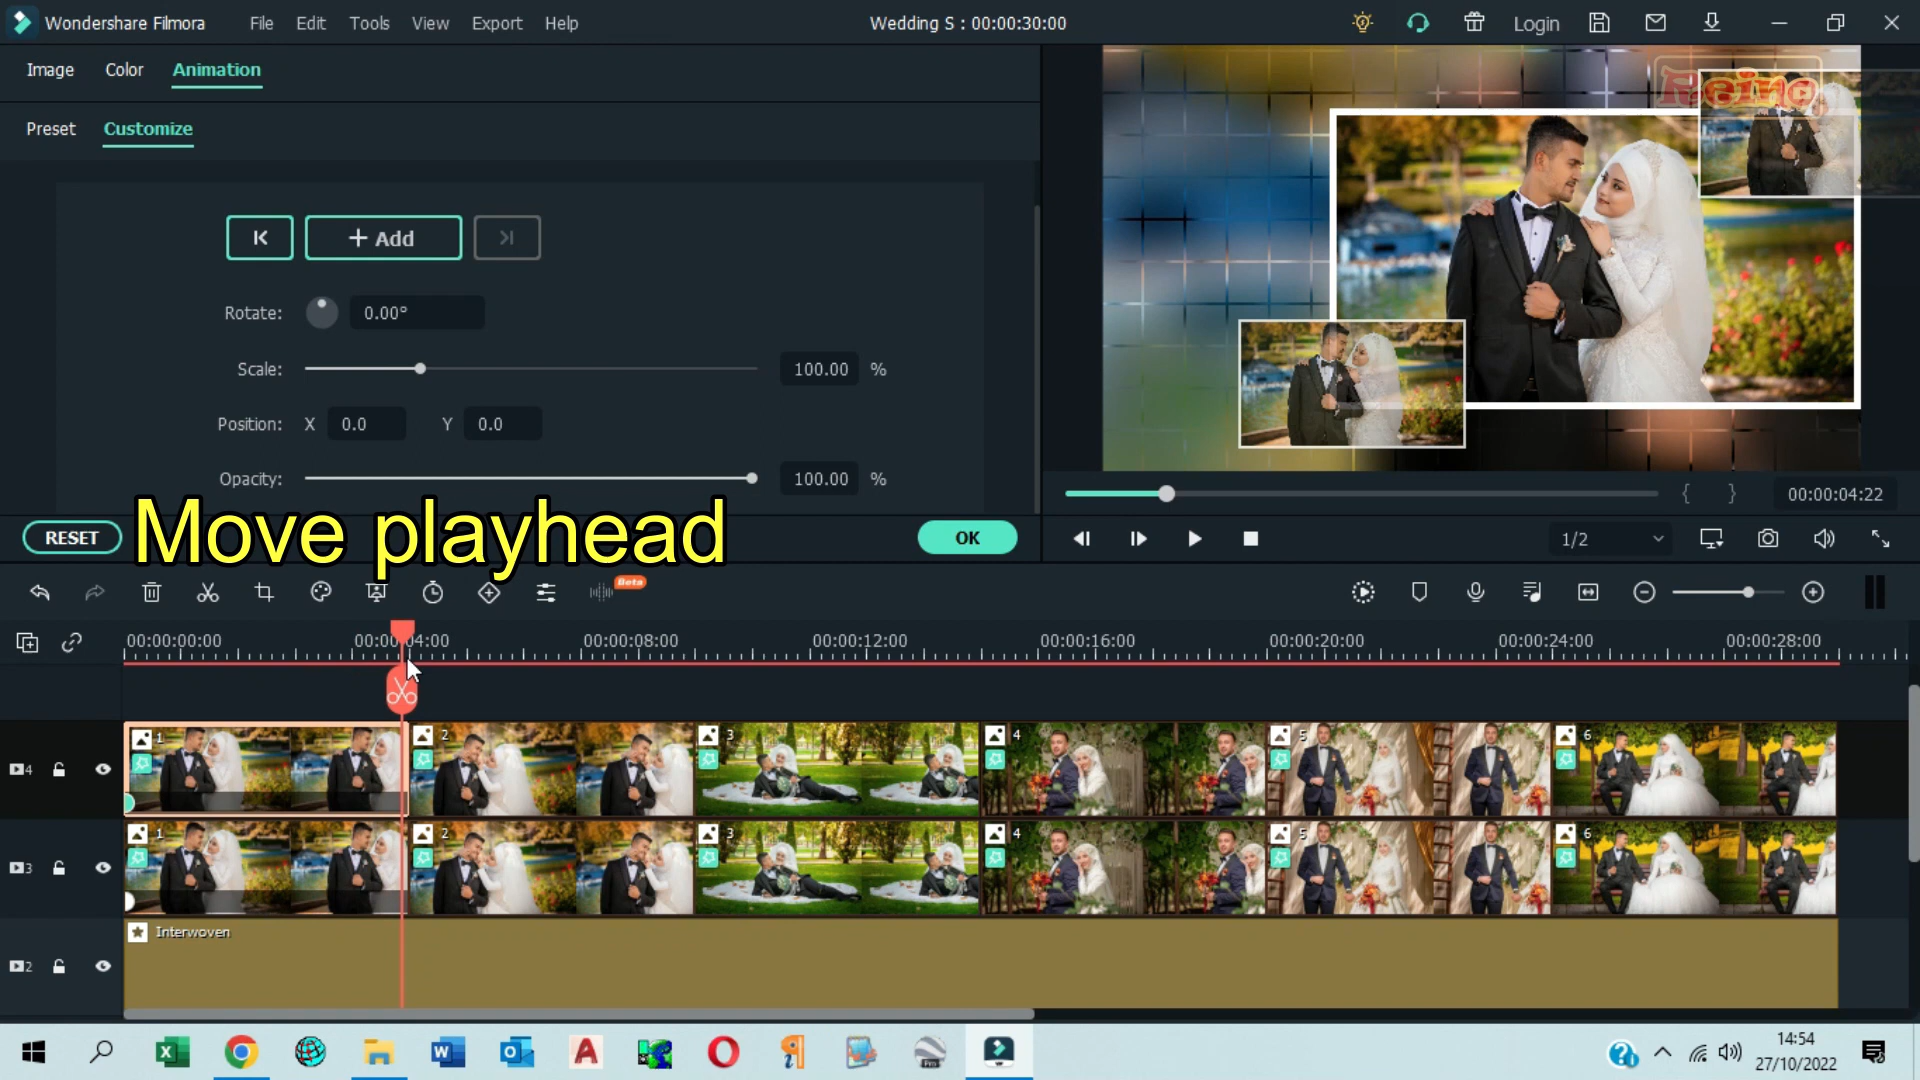 Wondershare Filmora File Edit Tools View Export Help Wedding S : 00:00:30:00 Login
Image Color Animation
Preset Customize
Add
Rotate: 0.00°
Scale: 100.00 %
Position: X 0.0 Y 0.0
Opacity: 100.00 %
Reino
00:00:04:22
RESET Move playhead OK
1/2
Beta
00:00:00:00 00:00:04:00 00:00:08:00 00:00:12:00 00:00:16:00 00:00:20:00 00:00:24:00 00:00:28:00
4 1 2 3 4 5 6
3 1 2 3 4 5 6
2 Interwoven
14:54
27/10/2022